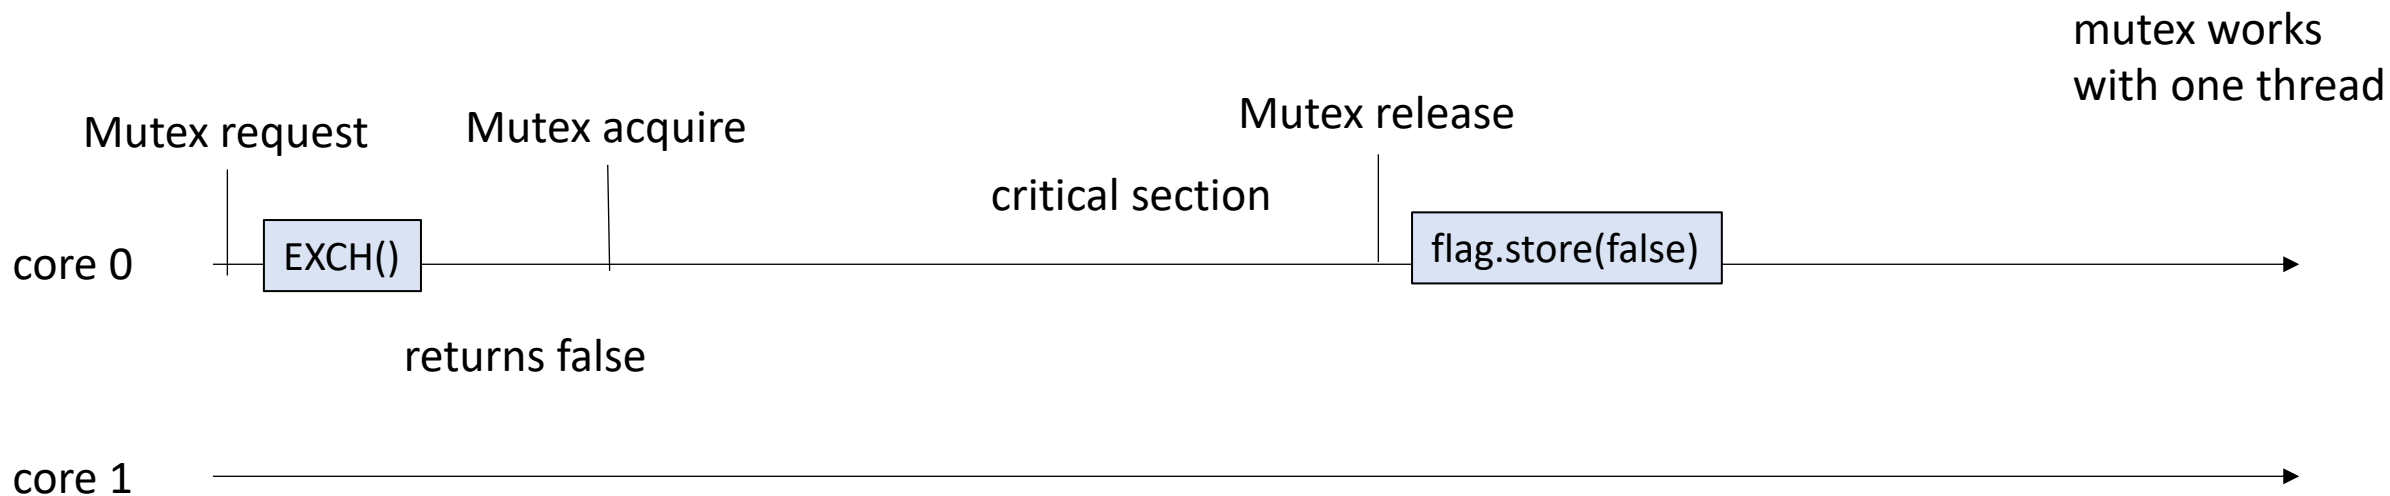 mutex works
with one thread
Mutex request
Mutex acquire
Mutex release
critical section
core 0
EXCH()
flag.store(false)
returns false
core 1